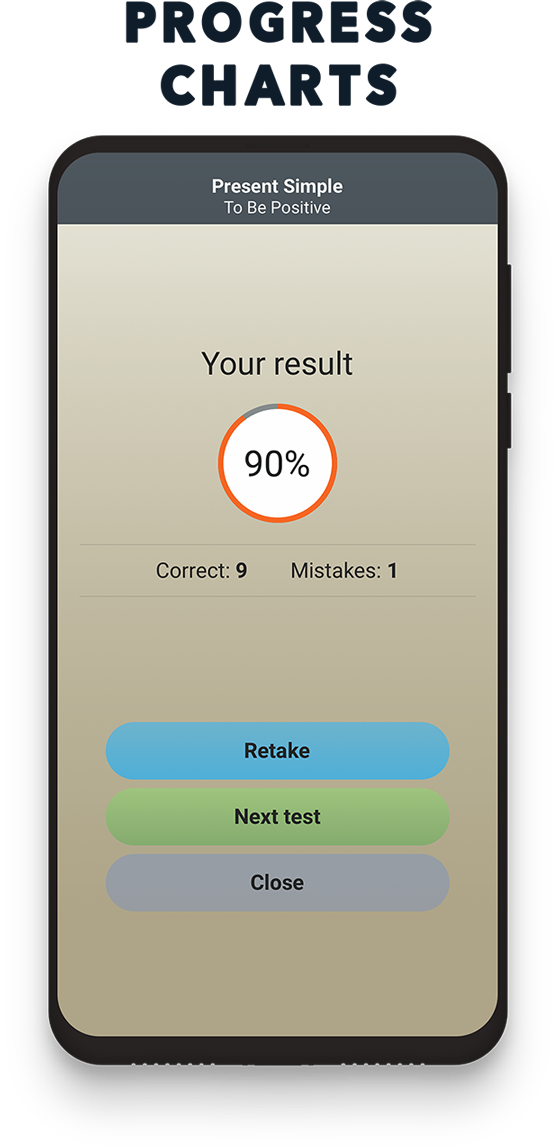 PROGRESS
CHARTS
Present Simple
To Be Positive
Your result
90%
Correct: 9 Mistakes: 1
Retake
Next test
Close